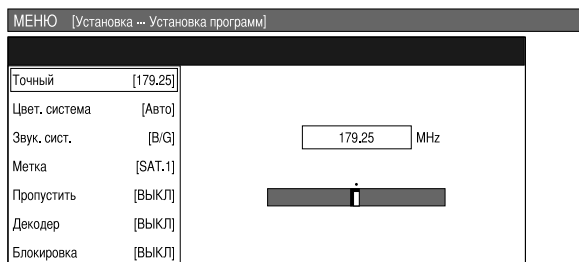 МЕНЮ [Установка ··· Установка программ]
Точный [179.25]
Цвет. система [Авто]
Звук. сист. [B/G]
179.25 MHz
Метка [SAT.1]
Пропустить [ВЫКЛ]
Декодер [ВЫКЛ]
Блокировка [ВЫКЛ]